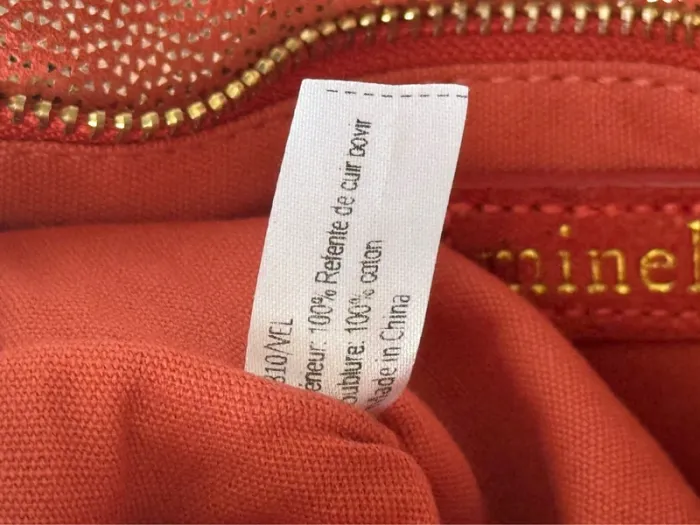 810/VEL
érieur: 100% Refente de cuir bovin
oublure: 100% coton
Made in China
minel